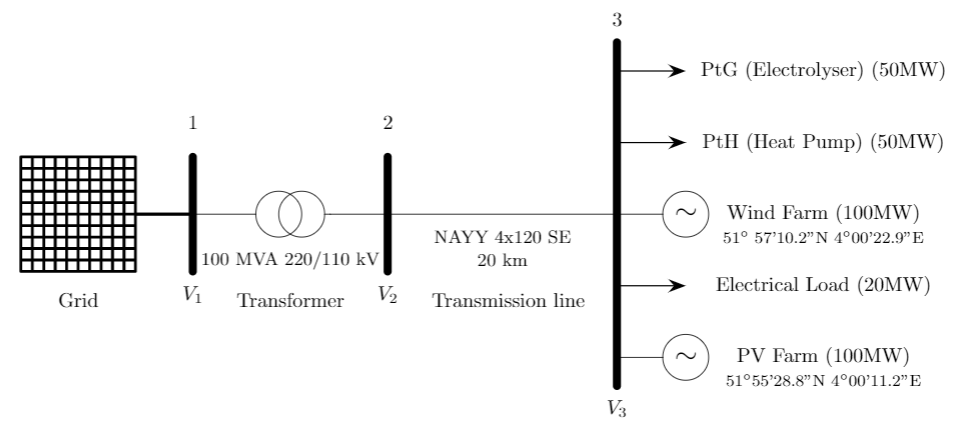 3
PtG (Electrolyser) (50MW)
1
2
PtH (Heat Pump) (50MW)
~
Wind Farm (100MW)
51° 57'10.2"N 4°00'22.9"E
NAYY 4x120 SE
20 km
100 MVA 220/110 kV
Grid
V1
Transformer
V2
Transmission line
Electrical Load (20MW)
~
PV Farm (100MW)
51°55'28.8"N 4°00'11.2"E
V3